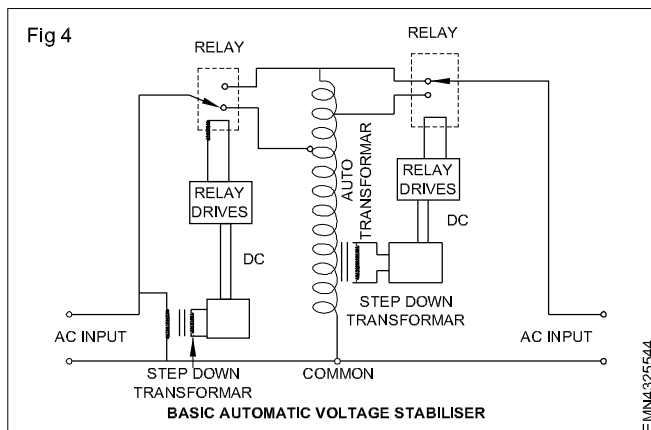 Fig 4
RELAY
RELAY
AUTO
TRANSFORMAR
RELAY
DRIVES
RELAY
DRIVES
DC
DC
STEP DOWN
TRANSFORMAR
AC INPUT
AC INPUT
STEP DOWN
TRANSFORMAR
COMMON
BASIC AUTOMATIC VOLTAGE STABILISER
EMN4325544